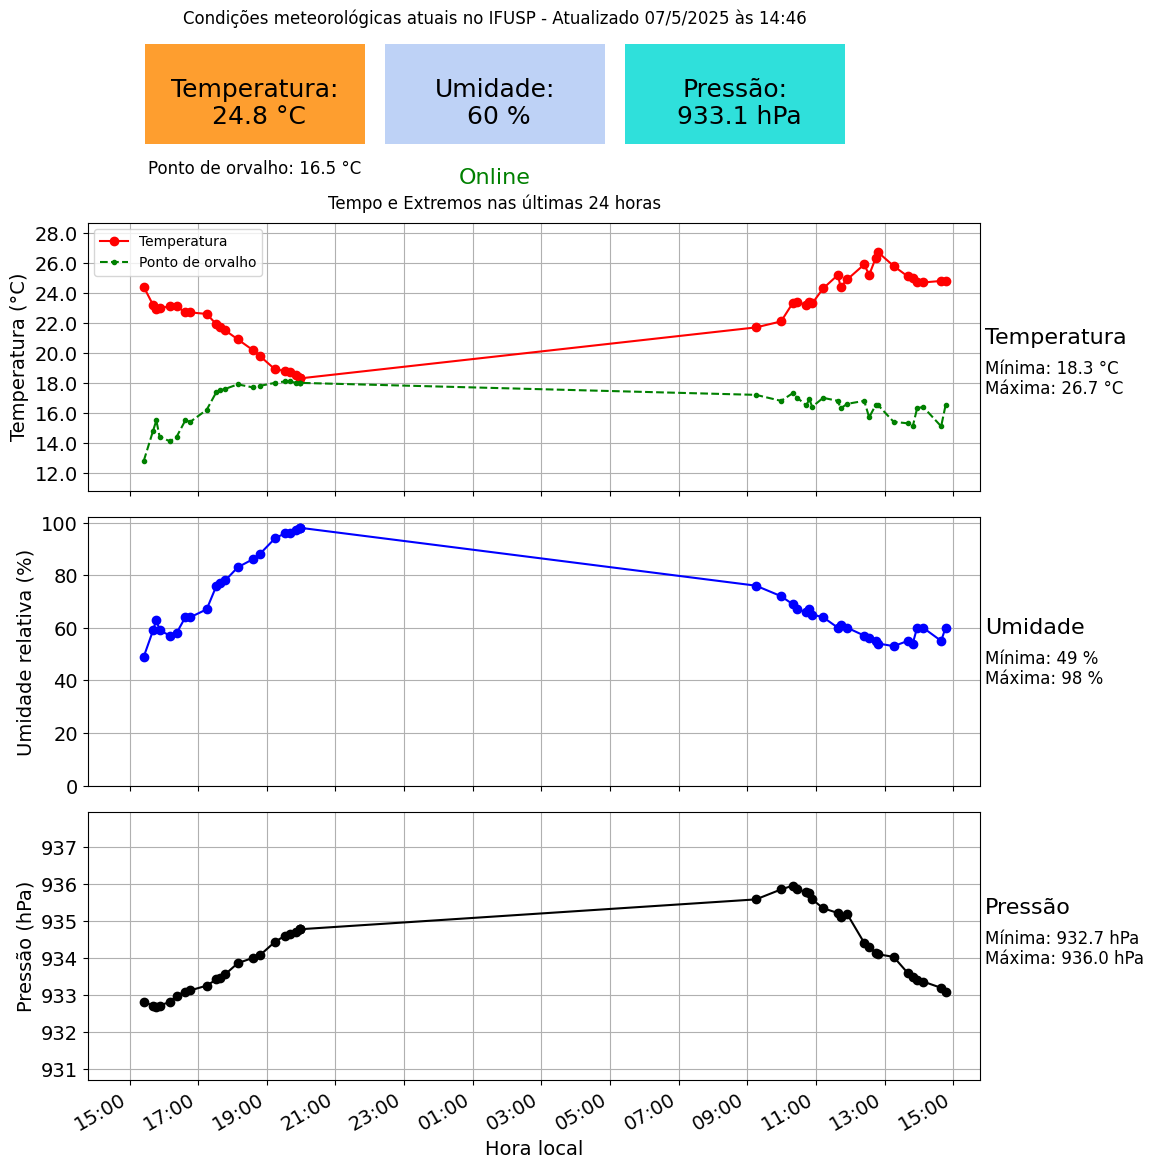 Condições meteorológicas atuais no IFUSP - Atualizado 07/5/2025 às 14:46
Temperatura:
24.8 °C
Umidade:
60 %
Pressão:
933.1 hPa
Ponto de orvalho: 16.5 °C
Online
Tempo e Extremos nas últimas 24 horas
Temperatura
Ponto de orvalho
Temperatura (°C)
28.0
26.0
24.0
22.0
20.0
18.0
16.0
14.0
12.0
Temperatura
Mínima: 18.3 °C
Máxima: 26.7 °C
Umidade relativa (%)
100
80
60
40
20
0
Umidade
Mínima: 49 %
Máxima: 98 %
Pressão (hPa)
937
936
935
934
933
932
931
Pressão
Mínima: 932.7 hPa
Máxima: 936.0 hPa
15:00 17:00 19:00 21:00 23:00 01:00 03:00 05:00 07:00 09:00 11:00 13:00 15:00
Hora local